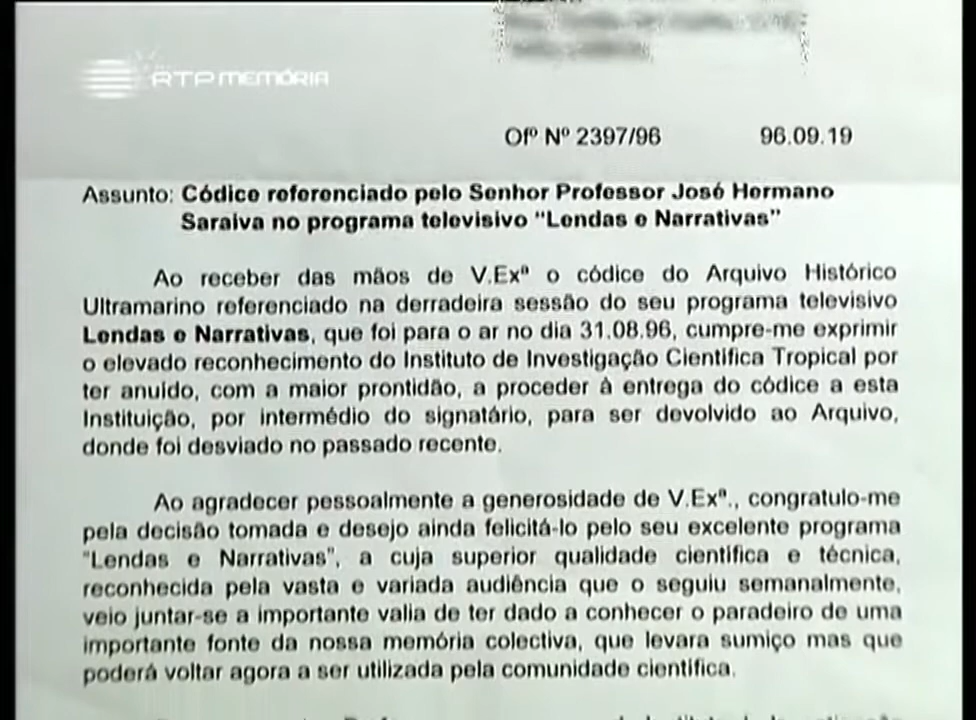 RTP MEMÓRIA
Ofº Nº 2397/96 96.09.19
Assunto: Códice referenciado pelo Senhor Professor José Hermano
Saraiva no programa televisivo "Lendas e Narrativas"
Ao receber das mãos de V.Exª o códice do Arquivo Histórico
Ultramarino referenciado na derradeira sessão do seu programa televisivo
Lendas e Narrativas, que foi para o ar no dia 31.08.96, cumpre-me exprimir
o elevado reconhecimento do Instituto de Investigação Científica Tropical por
ter anuído, com a maior prontidão, a proceder à entrega do códice a esta
Instituição, por intermédio do signatário, para ser devolvido ao Arquivo,
donde foi desviado no passado recente.
Ao agradecer pessoalmente a generosidade de V.Exª., congratulo-me
pela decisão tomada e desejo ainda felicitá-lo pelo seu excelente programa
"Lendas e Narrativas", a cuja superior qualidade científica e técnica,
reconhecida pela vasta e variada audiência que o seguiu semanalmente,
veio juntar-se a importante valia de ter dado a conhecer o paradeiro de uma
importante fonte da nossa memória colectiva, que levara sumiço mas que
poderá voltar agora a ser utilizada pela comunidade científica.